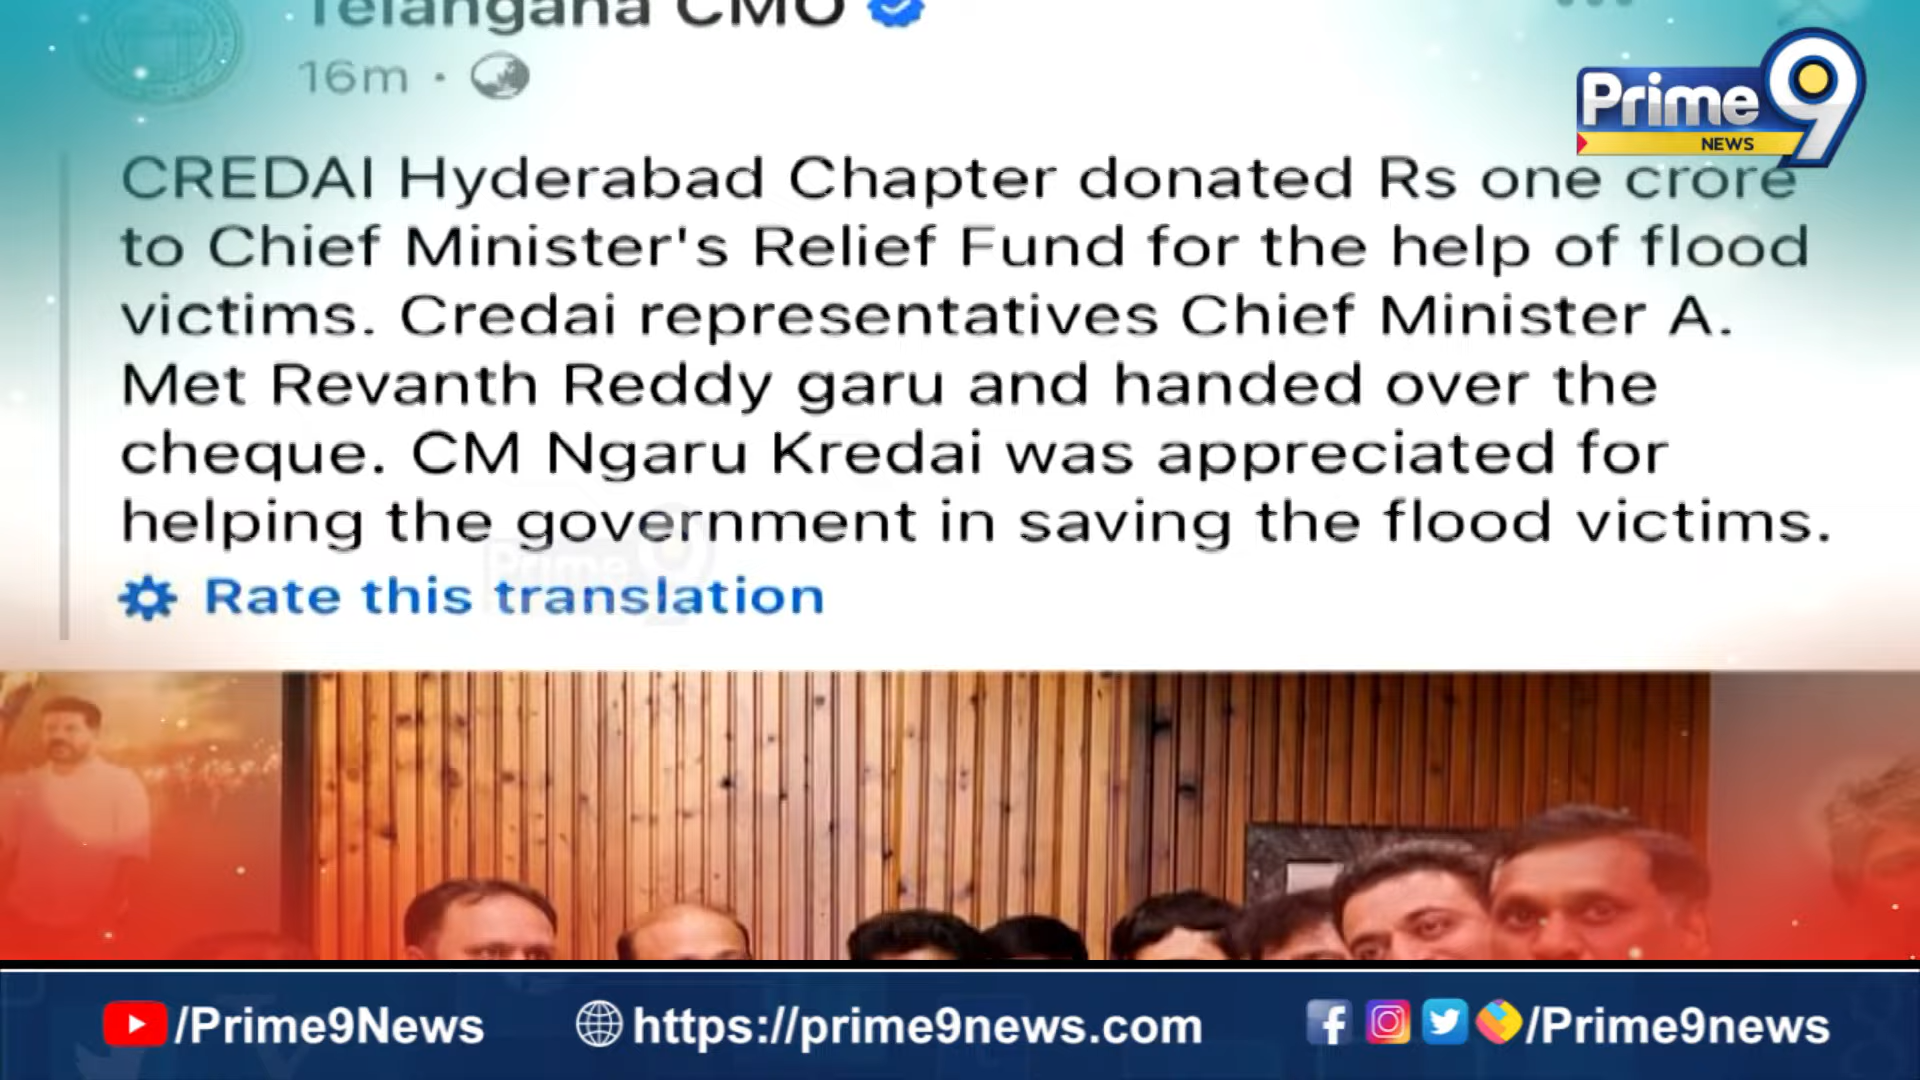 Telangana CMO
16m ·
Prime9
NEWS
CREDAI Hyderabad Chapter donated Rs one crore
to Chief Minister's Relief Fund for the help of flood
victims. Credai representatives Chief Minister A.
Met Revanth Reddy garu and handed over the
cheque. CM Ngaru Kredai was appreciated for
helping the government in saving the flood victims.
Prime9
Rate this translation
/Prime9News
https://prime9news.com
/Prime9news